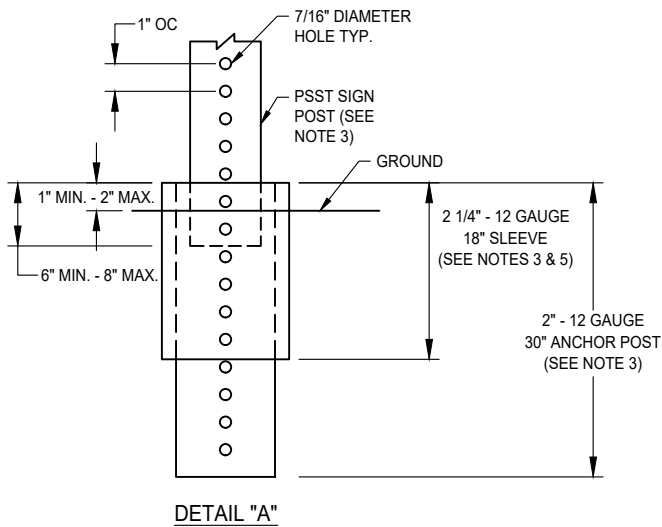 1" OC
7/16" DIAMETER
HOLE TYP.
PSST SIGN
POST (SEE
NOTE 3)
GROUND
1" MIN. - 2" MAX.
6" MIN. - 8" MAX.
2 1/4" - 12 GAUGE
18" SLEEVE
(SEE NOTES 3 & 5)
2" - 12 GAUGE
30" ANCHOR POST
(SEE NOTE 3)
DETAIL "A"